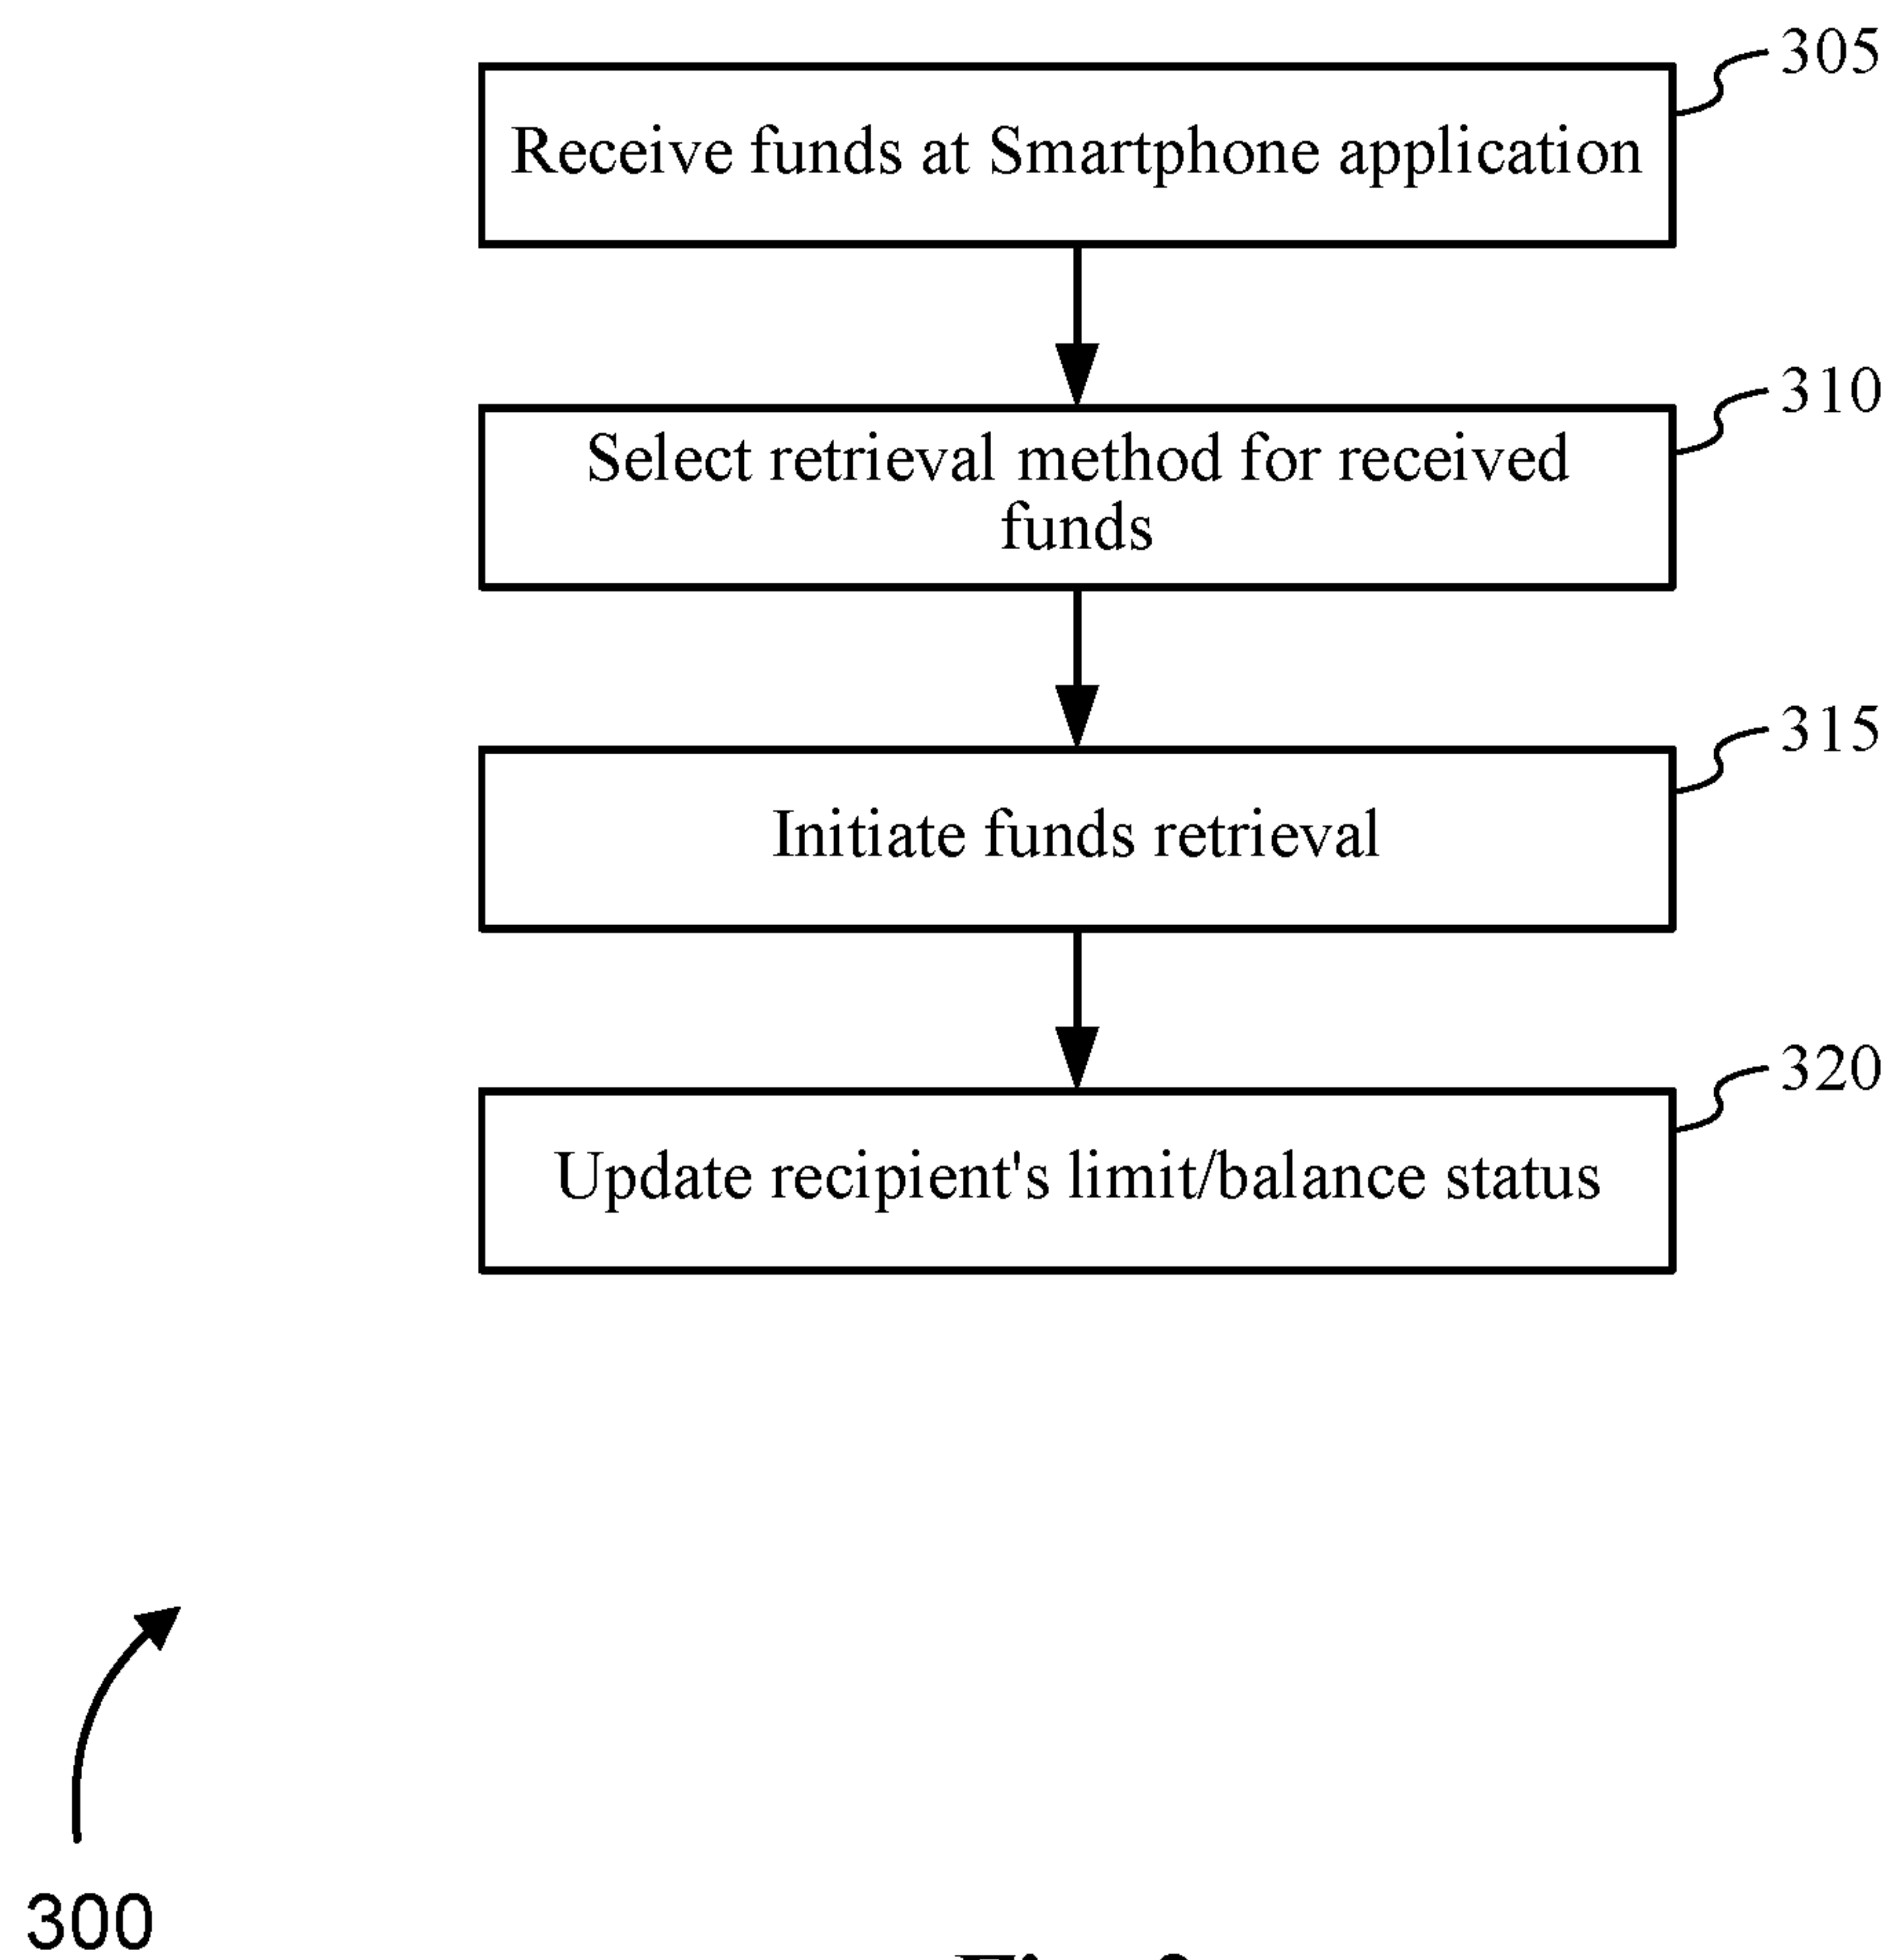 305
Receive funds at Smartphone application
310
Select retrieval method for received
funds
315
Initiate funds retrieval
320
Update recipient's limit/balance status
300